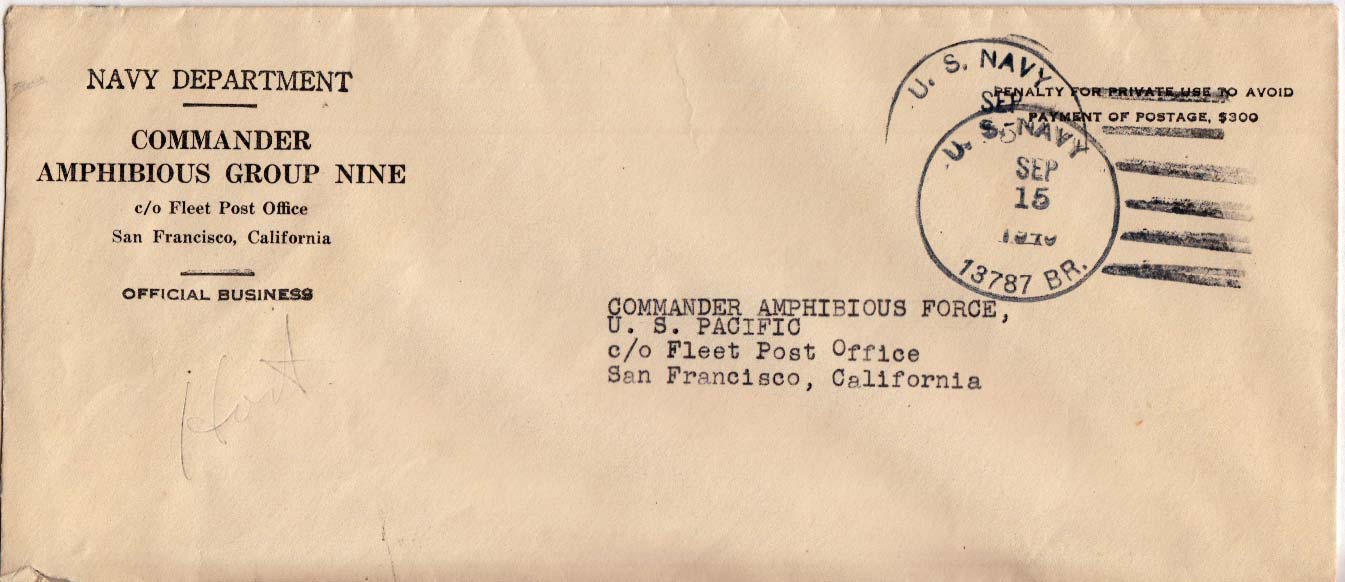 NAVY DEPARTMENT
COMMANDER
AMPHIBIOUS GROUP NINE
c/o Fleet Post Office
San Francisco, California
OFFICIAL BUSINESS
U. S. NAVY
SEP
U. S. NAVY
SEP
15
13787 BR.
PENALTY FOR PRIVATE USE TO AVOID
PAYMENT OF POSTAGE, $300
COMMANDER AMPHIBIOUS FORCE,
U. S. PACIFIC
c/o Fleet Post Office
San Francisco, California